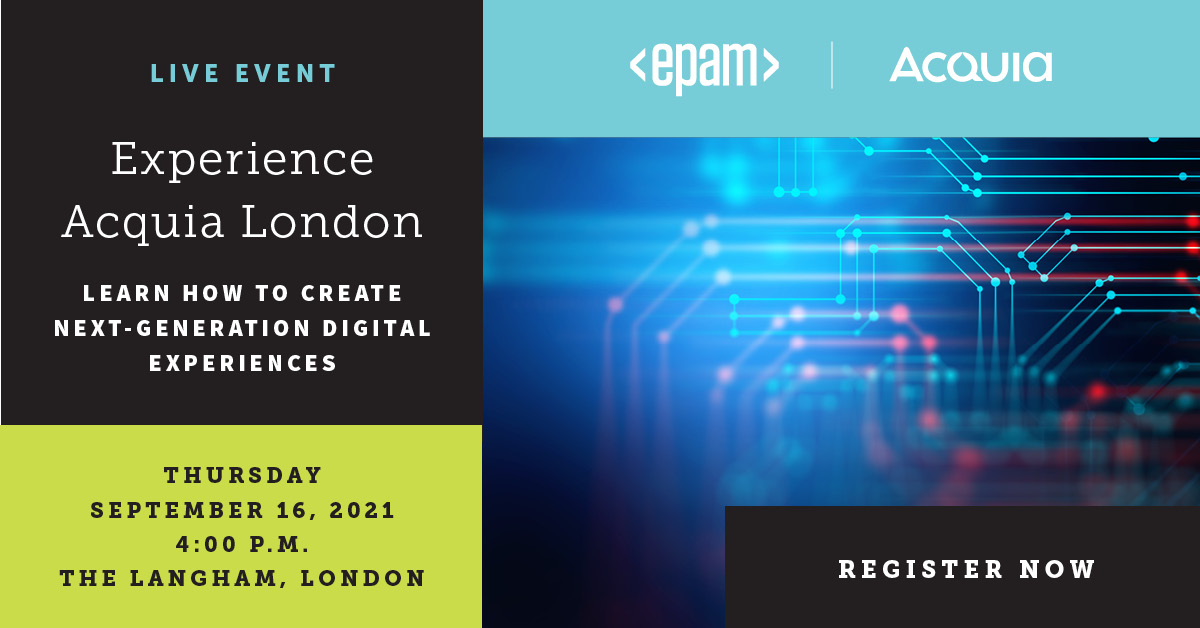 LIVE EVENT
Experience
Acquia London
LEARN HOW TO CREATE
NEXT-GENERATION DIGITAL
EXPERIENCES
THURSDAY
SEPTEMBER 16, 2021
4:00 P.M.
THE LANGHAM, LONDON
<epam> | Acquia
REGISTER NOW